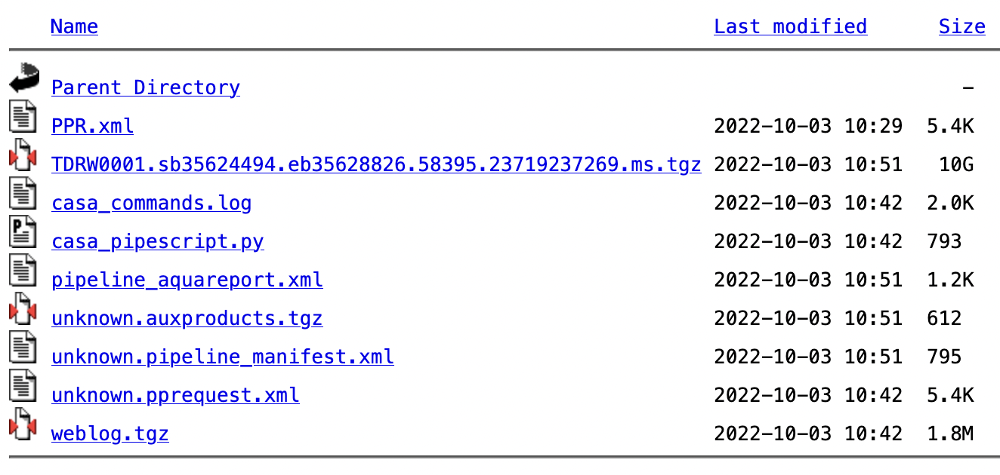 Name Last modified Size
Parent Directory -
PPR.xml 2022-10-03 10:29 5.4K
TDRW0001.sb35624494.eb35628826.58395.23719237269.ms.tgz 2022-10-03 10:51 10G
casa_commands.log 2022-10-03 10:42 2.0K
P casa_pipescript.py 2022-10-03 10:42 793
pipeline_aquareport.xml 2022-10-03 10:51 1.2K
unknown.auxproducts.tgz 2022-10-03 10:51 612
unknown.pipeline_manifest.xml 2022-10-03 10:51 795
unknown.pprequest.xml 2022-10-03 10:42 5.4K
weblog.tgz 2022-10-03 10:42 1.8M